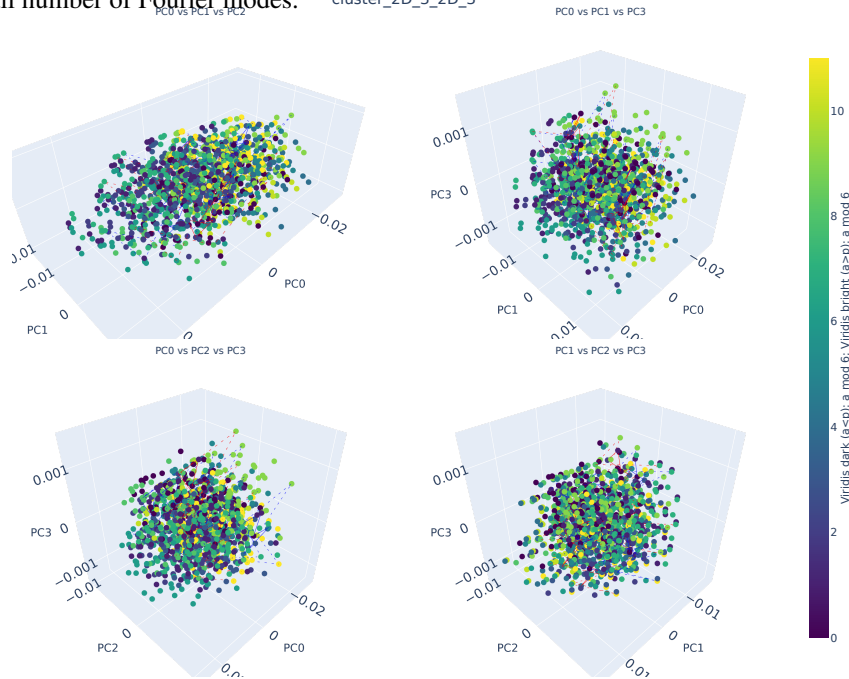 number of Fourier modes.
cluster_2D_3_2D_3
PC0 vs PC1 vs PC2
PC0 vs PC1 vs PC3
−0.01
−0.02
0
0
PC0
PC1
0
0.001
0
−0.001
PC3
−0.01
0
PC1
0.01
−0.02
0
PC0
10
8
6
4
2
0
Viridis dark (a<p): a mod 6; Viridis bright (a>p): a mod 6
PC0 vs PC2 vs PC3
PC1 vs PC2 vs PC3
0.001
0
−0.001
PC3
−0.01
0
PC2
−0.02
0
PC0
0.001
0
−0.001
PC3
−0.01
0
PC2
0.01
−0.01
0
PC1